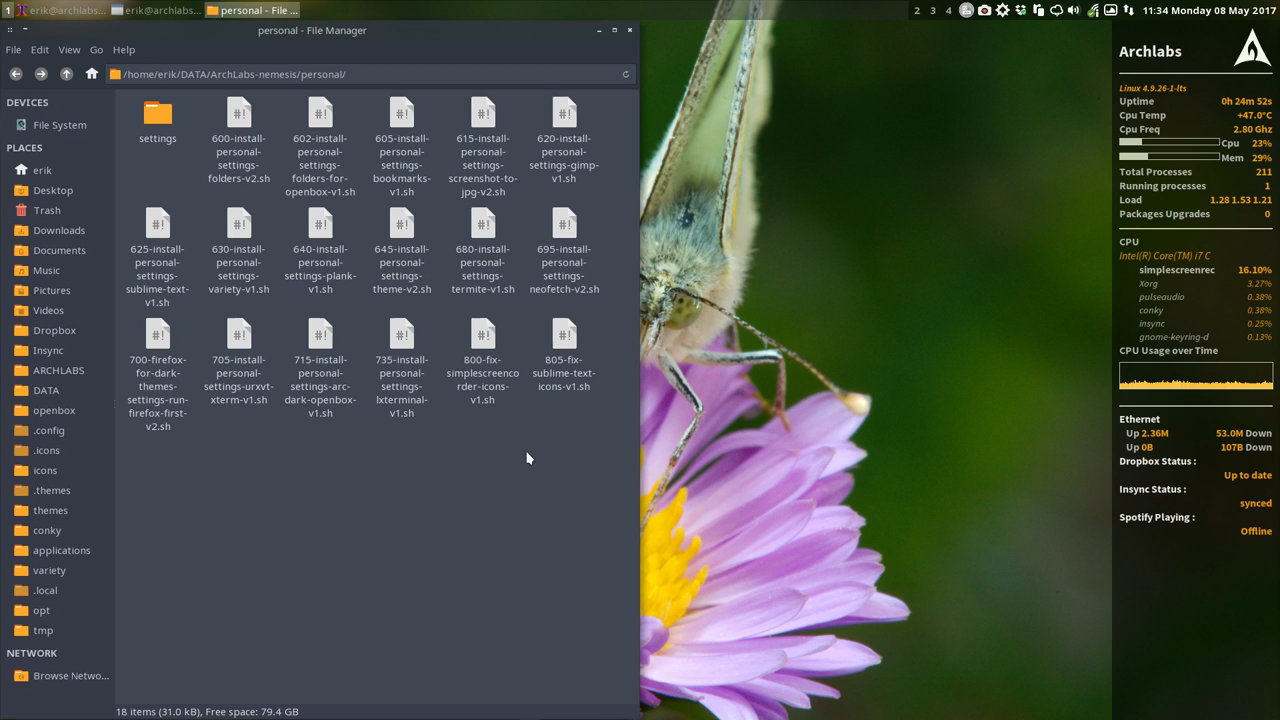 1 erik@archlabs... erik@archlabs... personal - File ... 2 3 4 11:34 Monday 08 May 2017
personal - File Manager
File Edit View Go Help
/home/erik/DATA/ArchLabs-nemesis/personal/
DEVICES
File System
PLACES
erik
Desktop
Trash
Downloads
Documents
Music
Pictures
Videos
Dropbox
Insync
ARCHLABS
DATA
openbox
.config
.icons
icons
.themes
themes
conky
applications
variety
.local
opt
tmp
NETWORK
Browse Netwo...
settings
#!
600-install-
personal-
settings-
folders-v2.sh
#!
602-install-
personal-
settings-
folders-for-
openbox-v1.sh
#!
605-install-
personal-
settings-
bookmarks-
v1.sh
#!
615-install-
personal-
settings-
screenshot-to-
jpg-v2.sh
#!
620-install-
personal-
settings-gimp-
v1.sh
#!
625-install-
personal-
settings-
sublime-text-
v1.sh
#!
630-install-
personal-
settings-
variety-v1.sh
#!
640-install-
personal-
settings-plank-
v1.sh
#!
645-install-
personal-
settings-
theme-v2.sh
#!
680-install-
personal-
settings-
termite-v1.sh
#!
695-install-
personal-
settings-
neofetch-v2.sh
#!
700-firefox-
for-dark-
themes-
settings-run-
firefox-first-
v2.sh
#!
705-install-
personal-
settings-urxvt-
xterm-v1.sh
#!
715-install-
personal-
settings-arc-
dark-openbox-
v1.sh
#!
735-install-
personal-
settings-
lxterminal-
v1.sh
#!
800-fix-
simplescreenreco
rder-icons-
v1.sh
#!
805-fix-
sublime-text-
icons-v1.sh
18 items (31.0 kB), Free space: 79.4 GB
Archlabs
Linux 4.9.26-1-lts
Uptime 0h 24m 52s
Cpu Temp +47.0°C
Cpu Freq 2.80 Ghz
Cpu 23%
Mem 29%
Total Processes 211
Running processes 1
Load 1.28 1.53 1.21
Packages Upgrades 0
CPU
Intel(R) Core(TM) i7 C
simplescreenrec 16.10%
Xorg 3.27%
pulseaudio 0.38%
conky 0.38%
insync 0.25%
gnome-keyring-d 0.13%
CPU Usage over Time
Ethernet
Up 2.36M 53.0M Down
Up 0B 107B Down
Dropbox Status :
Up to date
Insync Status :
synced
Spotify Playing :
Offline